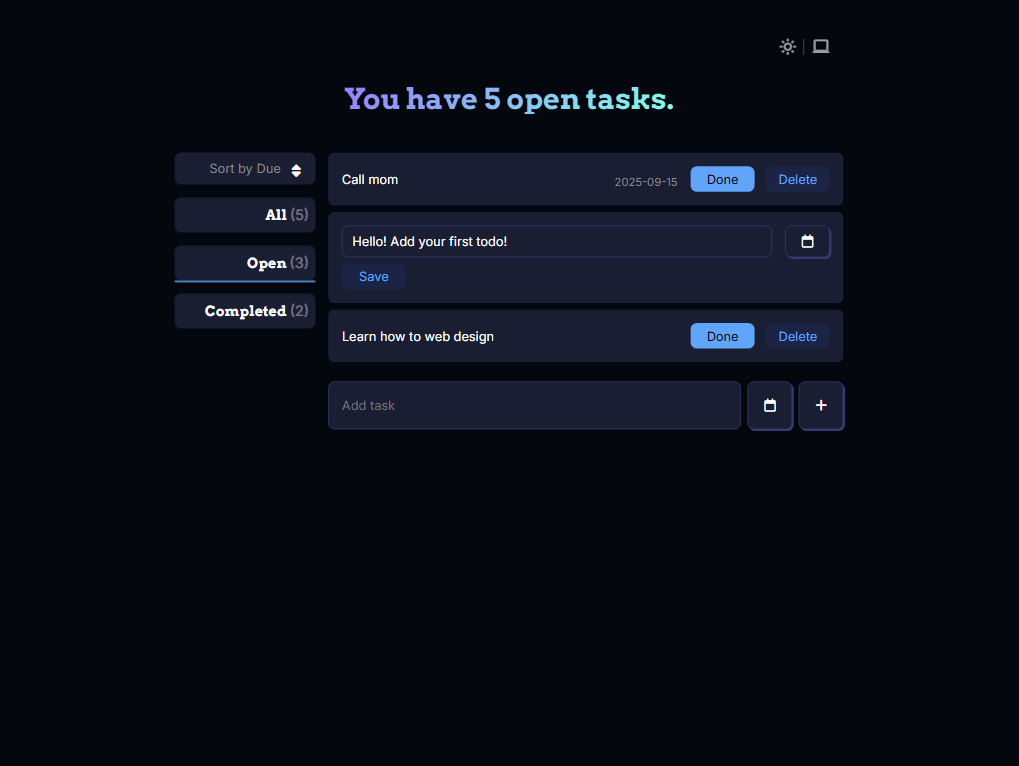 You have 5 open tasks.
Sort by Due
All (5)
Open (3)
Completed (2)
Call mom 2025-09-15 Done Delete
Hello! Add your first todo!
Save
Learn how to web design Done Delete
Add task